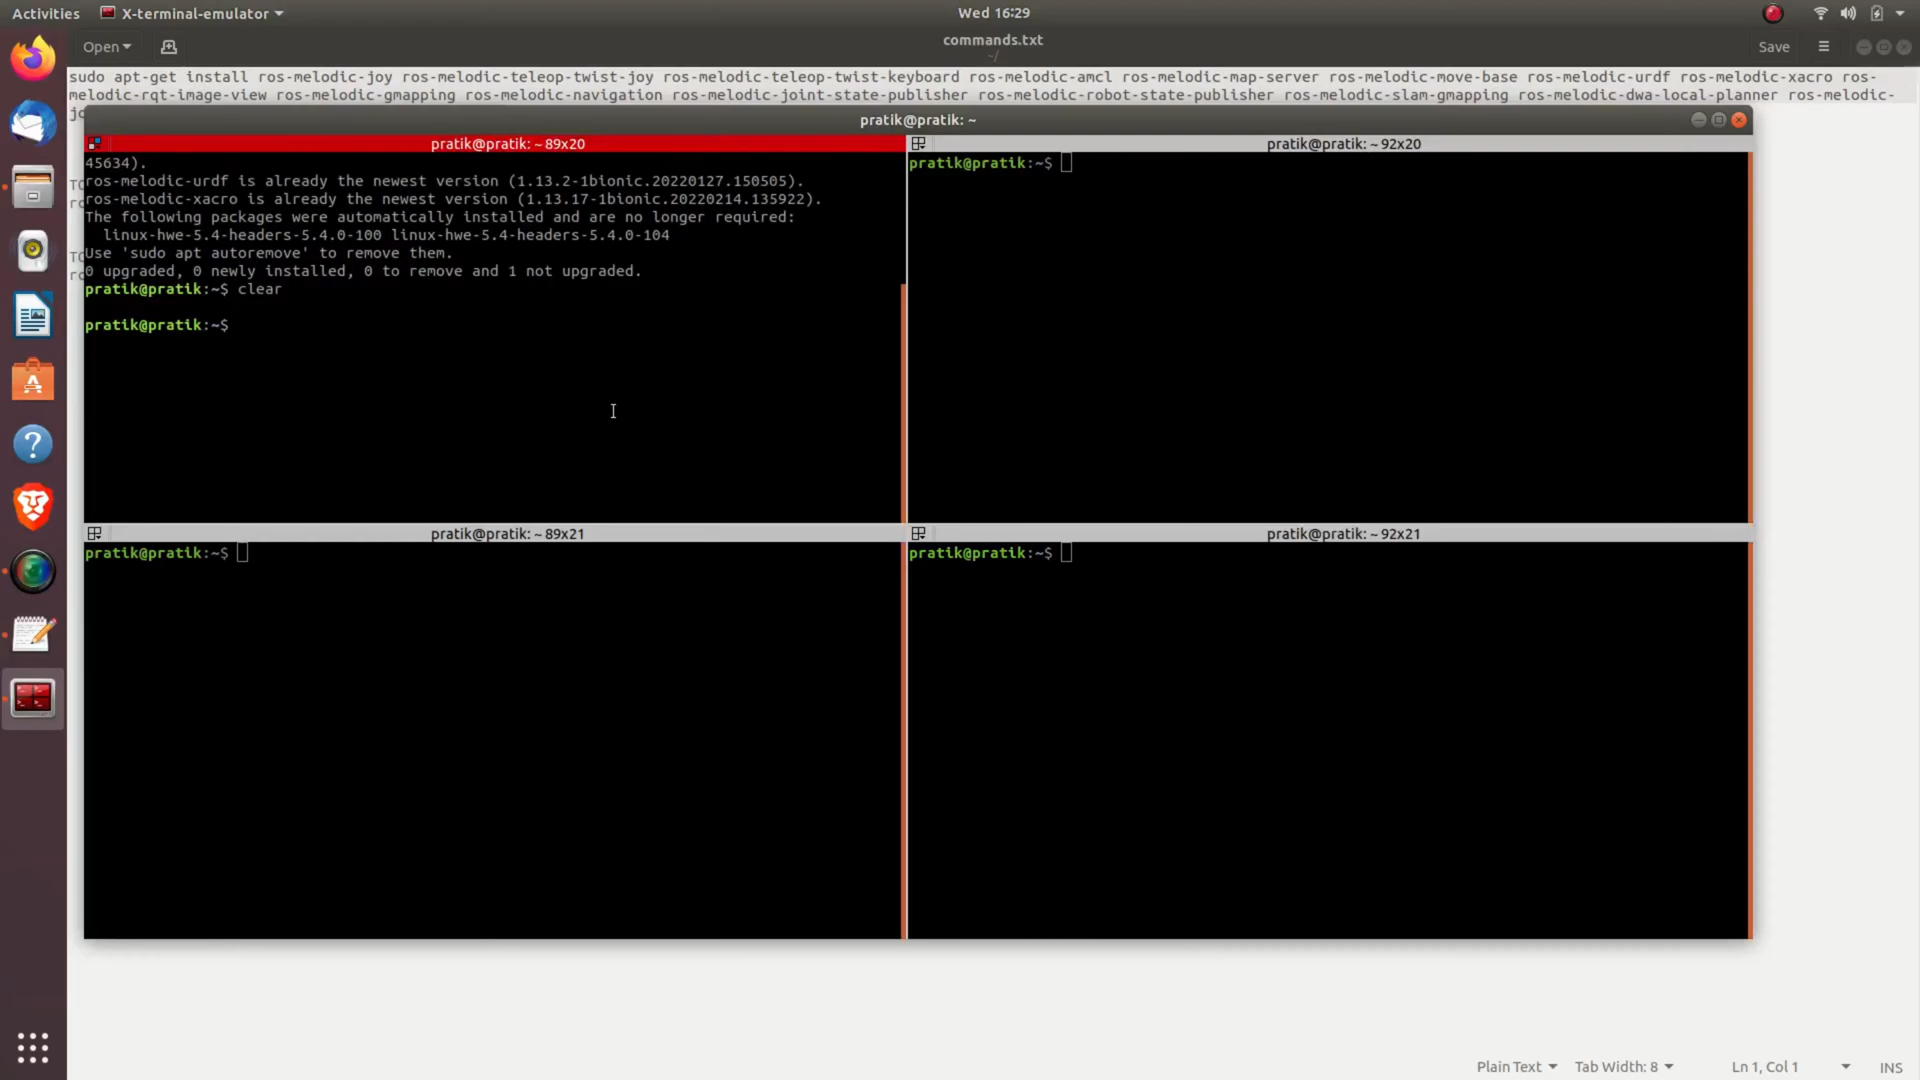 Activities X-terminal-emulator Wed 16:29
Open commands.txt Save
~/
sudo apt-get install ros-melodic-joy ros-melodic-teleop-twist-joy ros-melodic-teleop-twist-keyboard ros-melodic-amcl ros-melodic-map-server ros-melodic-move-base ros-melodic-urdf ros-melodic-xacro ros-
melodic-rqt-image-view ros-melodic-gmapping ros-melodic-navigation ros-melodic-joint-state-publisher ros-melodic-robot-state-publisher ros-melodic-slam-gmapping ros-melodic-dwa-local-planner ros-melodic-
pratik@pratik: ~
pratik@pratik: ~ 89x20
45634).
ros-melodic-urdf is already the newest version (1.13.2-1bionic.20220127.150505).
ros-melodic-xacro is already the newest version (1.13.17-1bionic.20220214.135922).
The following packages were automatically installed and are no longer required:
linux-hwe-5.4-headers-5.4.0-100 linux-hwe-5.4-headers-5.4.0-104
Use 'sudo apt autoremove' to remove them.
0 upgraded, 0 newly installed, 0 to remove and 1 not upgraded.
pratik@pratik:~$ clear
pratik@pratik:~$
pratik@pratik: ~ 92x20
pratik@pratik:~$
pratik@pratik: ~ 89x21
pratik@pratik:~$
pratik@pratik: ~ 92x21
pratik@pratik:~$
Plain Text Tab Width: 8 Ln 1, Col 1 INS